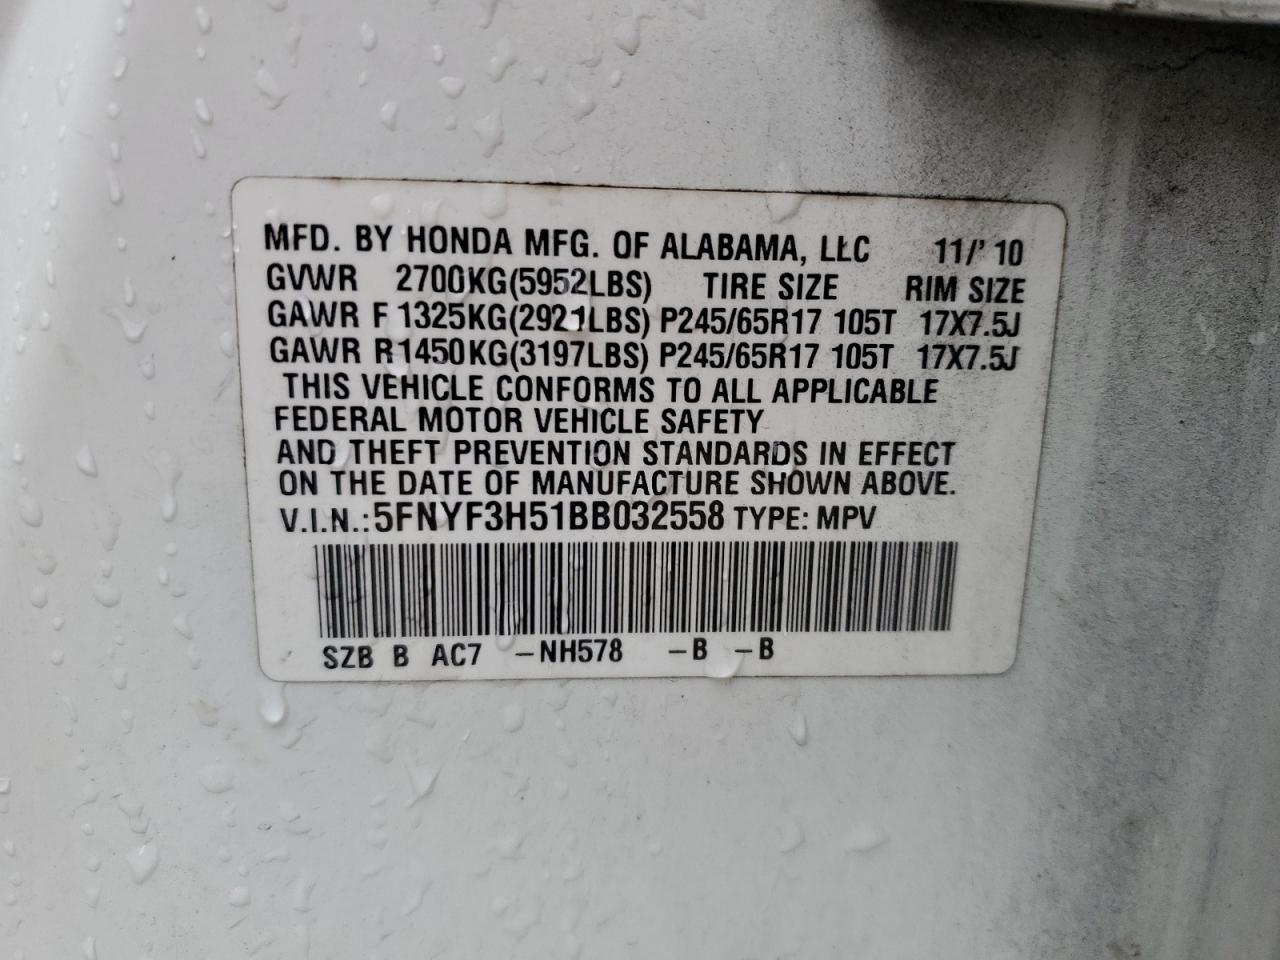 MFD. BY HONDA MFG. OF ALABAMA, LLC 11/' 10
GVWR 2700KG(5952LBS) TIRE SIZE RIM SIZE
GAWR F 1325KG(2921LBS) P245/65R17 105T 17X7.5J
GAWR R1450KG(3197LBS) P245/65R17 105T 17X7.5J
THIS VEHICLE CONFORMS TO ALL APPLICABLE
FEDERAL MOTOR VEHICLE SAFETY
AND THEFT PREVENTION STANDARDS IN EFFECT
ON THE DATE OF MANUFACTURE SHOWN ABOVE.
V.I.N.:5FNYF3H51BB032558 TYPE: MPV
SZB B AC7 –NH578 –B –B